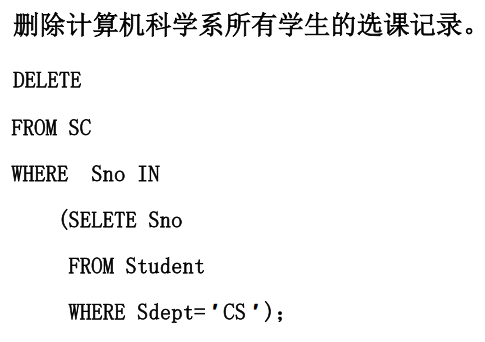 删除计算机科学系所有学生的选课记录。
DELETE
FROM SC
WHERE  Sno IN
(SELETE Sno
FROM Student
WHERE Sdept='CS');